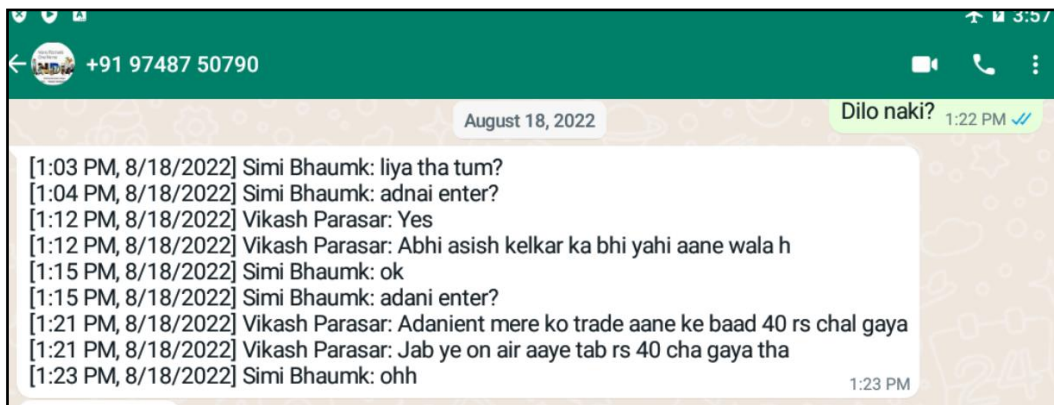 3:57
+91 97487 50790
August 18, 2022
Dilo naki? 1:22 PM
[1:03 PM, 8/18/2022] Simi Bhaumk: liya tha tum?
[1:04 PM, 8/18/2022] Simi Bhaumk: adnai enter?
[1:12 PM, 8/18/2022] Vikash Parasar: Yes
[1:12 PM, 8/18/2022] Vikash Parasar: Abhi asish kelkar ka bhi yahi aane wala h
[1:15 PM, 8/18/2022] Simi Bhaumk: ok
[1:15 PM, 8/18/2022] Simi Bhaumk: adani enter?
[1:21 PM, 8/18/2022] Vikash Parasar: Adanient mere ko trade aane ke baad 40 rs chal gaya
[1:21 PM, 8/18/2022] Vikash Parasar: Jab ye on air aaye tab rs 40 cha gaya tha
[1:23 PM, 8/18/2022] Simi Bhaumk: ohh
1:23 PM